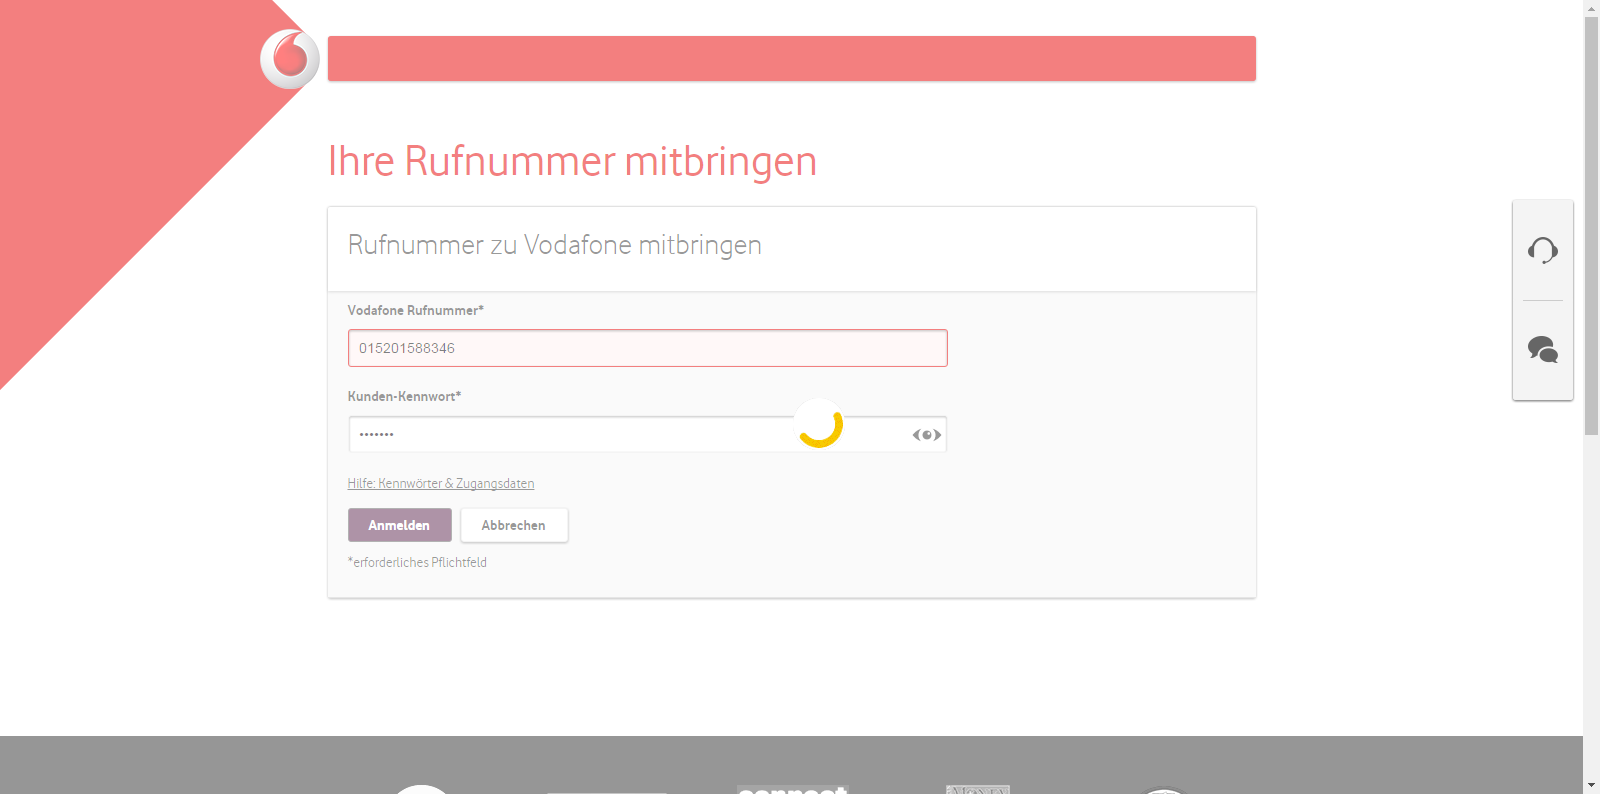 Ihre Rufnummer mitbringen
Rufnummer zu Vodafone mitbringen
Vodafone Rufnummer*
015201588346
Kunden-Kennwort*
•••••••
Hilfe: Kennwörter & Zugangsdaten
Anmelden Abbrechen
*erforderliches Pflichtfeld
connect